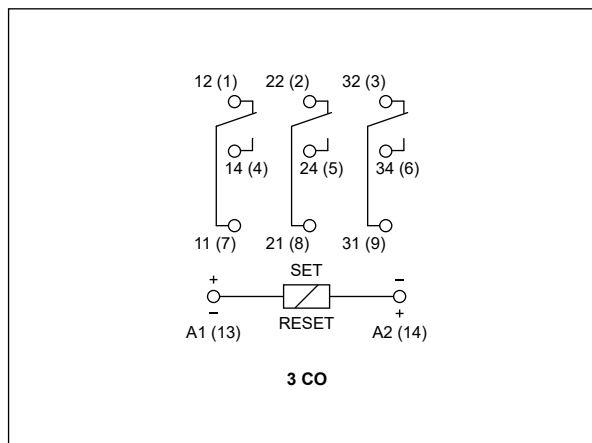 12 (1) 22 (2) 32 (3)
14 (4) 24 (5) 34 (6)
11 (7) 21 (8) 31 (9)
SET
+ −
− +
RESET
A1 (13) A2 (14)
3 CO